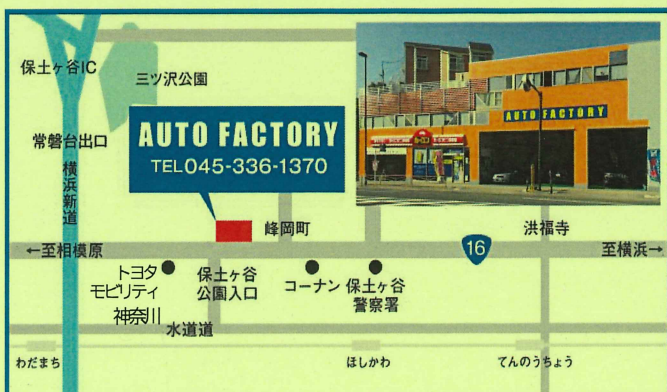 保土ヶ谷IC
三ツ沢公園
常磐台出口
横浜新道
AUTO FACTORY
TEL045-336-1370
AUTO FACTORY
峰岡町
洪福寺
←至相模原
16
至横浜→
トヨタ
モビリティ
神奈川
保土ヶ谷
公園入口
コーナン
保土ヶ谷
警察署
水道道
わだまち
ほしかわ
てんのうちょう